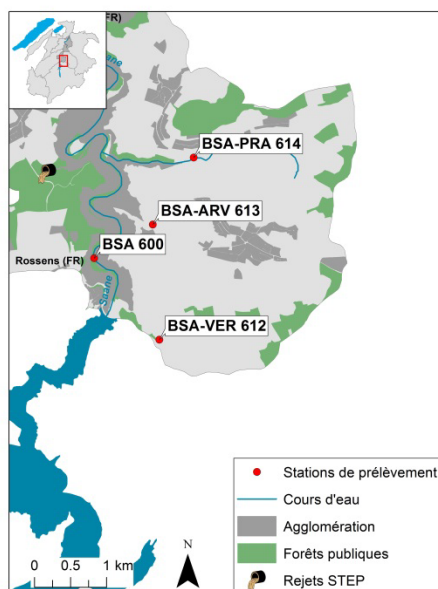 (FR)
BSA-PRA 614
BSA-ARV 613
BSA 600
Rossens (FR)
Saane
BSA-VER 612
Stations de prélèvement
Cours d'eau
Agglomération
Forêts publiques
Rejets STEP
N
0 0.5 1 km